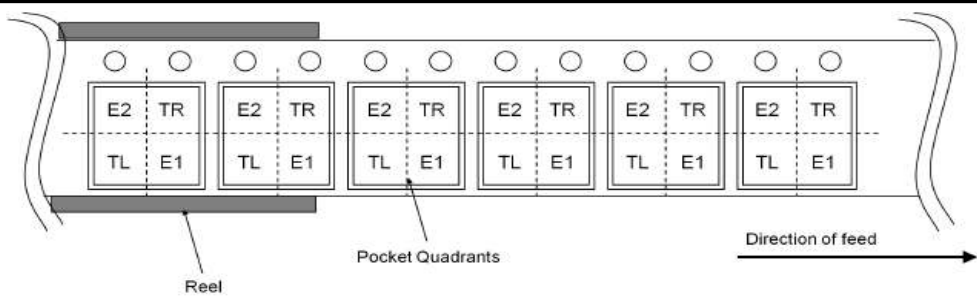 E2 TR E2 TR E2 TR E2 TR E2 TR E2 TR
TL E1 TL E1 TL E1 TL E1 TL E1 TL E1
Direction of feed
Pocket Quadrants
Reel